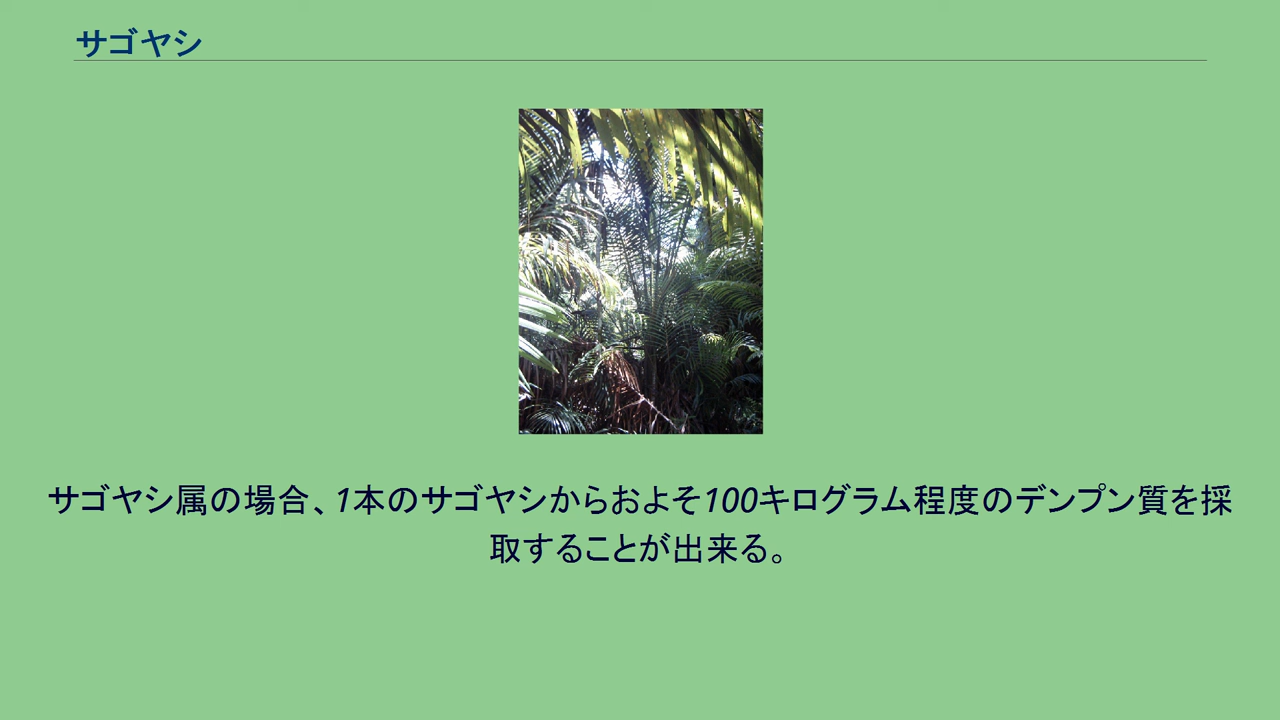 サゴヤシ
サゴヤシ属の場合、1本のサゴヤシからおよそ100キログラム程度のデンプン質を採
取することが出来る。